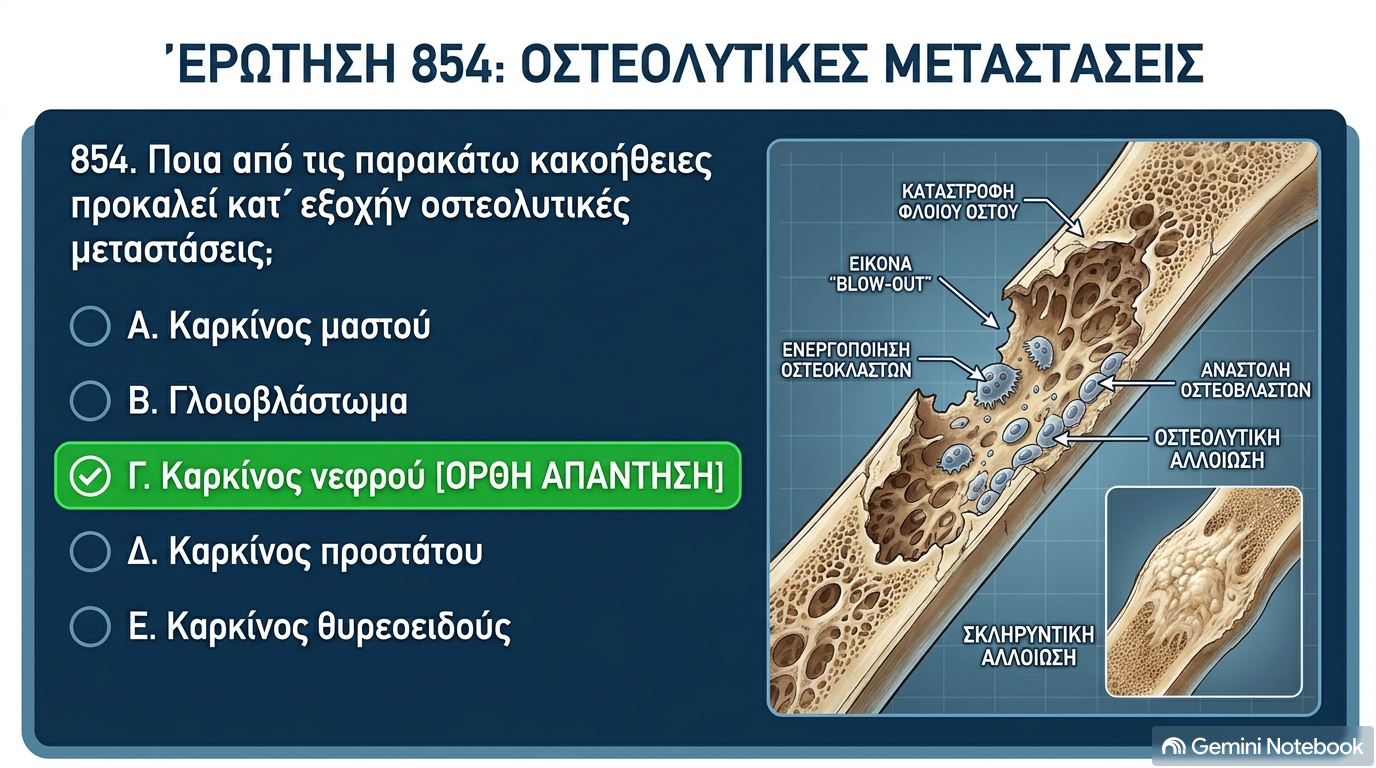 ΄ΕΡΩΤΗΣΗ 854: ΟΣΤΕΟΛΥΤΙΚΕΣ ΜΕΤΑΣΤΑΣΕΙΣ
854. Ποια από τις παρακάτω κακοήθειες
προκαλεί κατ΄ εξοχήν οστεολυτικές
μεταστάσεις;
Α. Καρκίνος μαστού
Β. Γλοιοβλάστωμα
Γ. Καρκίνος νεφρού [ΟΡΘΗ ΑΠΑΝΤΗΣΗ]
Δ. Καρκίνος προστάτου
Ε. Καρκίνος θυρεοειδούς
ΚΑΤΑΣΤΡΟΦΗ
ΦΛΟΙΟΥ ΟΣΤΟΥ
ΕΙΚΟΝΑ
"BLOW-OUT"
ΕΝΕΡΓΟΠΟΙΗΣΗ
ΟΣΤΕΟΚΛΑΣΤΩΝ
ΑΝΑΣΤΟΛΗ
ΟΣΤΕΟΒΛΑΣΤΩΝ
ΟΣΤΕΟΛΥΤΙΚΗ
ΑΛΛΟΙΩΣΗ
ΣΚΛΗΡΥΝΤΙΚΗ
ΑΛΛΟΙΩΣΗ
Gemini Notebook